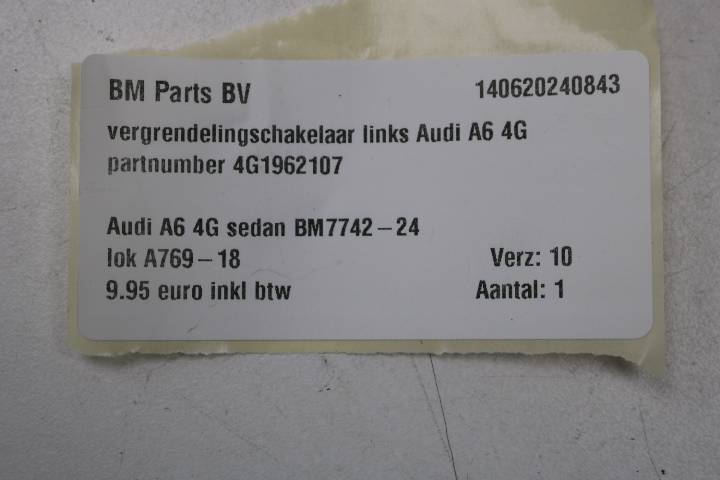 BM Parts BV 140620240843
vergrendelingschakelaar links Audi A6 4G
partnumber 4G1962107
Audi A6 4G sedan BM7742-24
lok A769-18 Verz: 10
9.95 euro inkl btw Aantal: 1